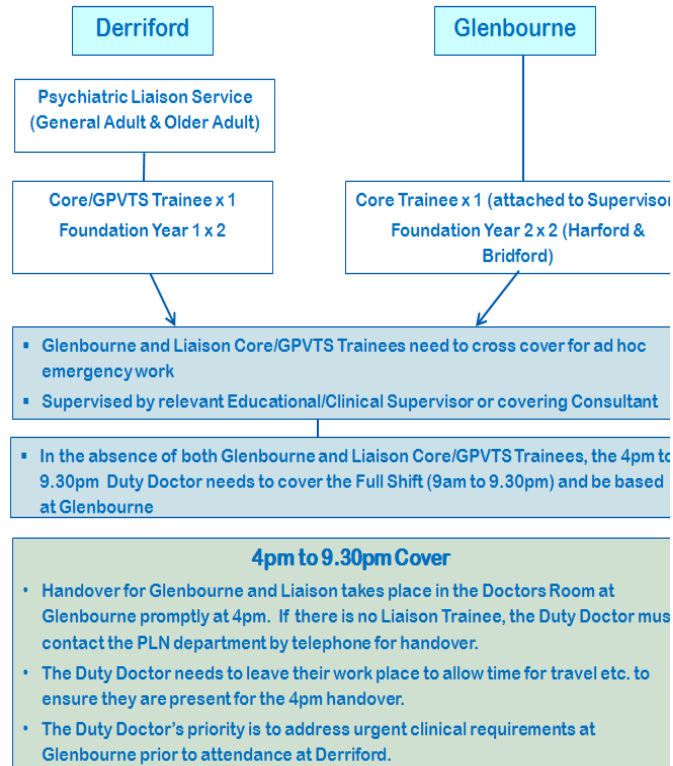 Derriford
Glenbourne
Psychiatric Liaison Service
(General Adult & Older Adult)
Core/GPVTS Trainee x 1
Foundation Year 1 x 2
Core Trainee x 1 (attached to Supervisor
Foundation Year 2 x 2 (Harford &
Bridford)
▪ Glenbourne and Liaison Core/GPVTS Trainees need to cross cover for ad hoc
emergency work
▪ Supervised by relevant Educational/Clinical Supervisor or covering Consultant
▪ In the absence of both Glenbourne and Liaison Core/GPVTS Trainees, the 4pm to
9.30pm Duty Doctor needs to cover the Full Shift (9am to 9.30pm) and be based
at Glenbourne
4pm to 9.30pm Cover
• Handover for Glenbourne and Liaison takes place in the Doctors Room at
Glenbourne promptly at 4pm. If there is no Liaison Trainee, the Duty Doctor mus
contact the PLN department by telephone for handover.
• The Duty Doctor needs to leave their work place to allow time for travel etc. to
ensure they are present for the 4pm handover.
• The Duty Doctor's priority is to address urgent clinical requirements at
Glenbourne prior to attendance at Derriford.